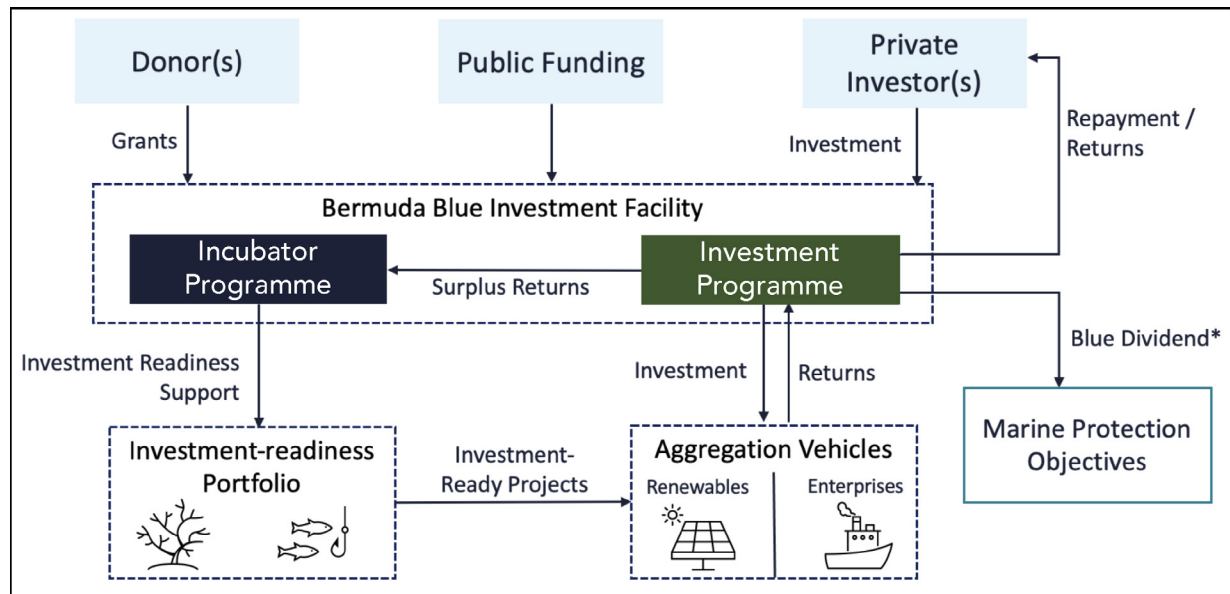 Donor(s)
Public Funding
Private
Investor(s)
Grants
Investment
Repayment /
Returns
Bermuda Blue Investment Facility
Incubator
Programme
Surplus Returns
Investment
Programme
Investment Readiness
Support
Investment
Returns
Blue Dividend*
Investment-readiness
Portfolio
Investment-
Ready Projects
Aggregation Vehicles
Renewables
Enterprises
Marine Protection
Objectives